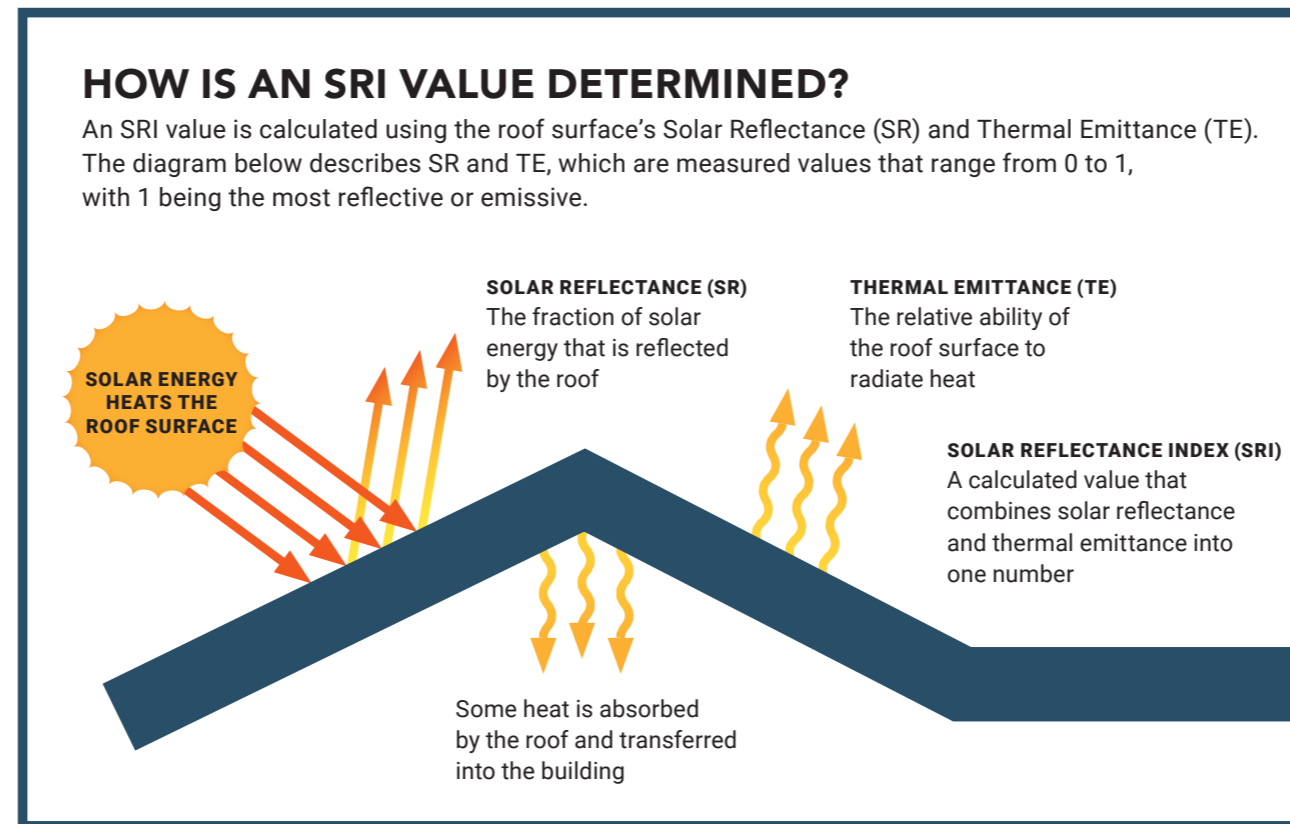 HOW IS AN SRI VALUE DETERMINED?
An SRI value is calculated using the roof surface’s Solar Reflectance (SR) and Thermal Emittance (TE).
The diagram below describes SR and TE, which are measured values that range from 0 to 1,
with 1 being the most reflective or emissive.
SOLAR ENERGY
HEATS THE
ROOF SURFACE
SOLAR REFLECTANCE (SR)
The fraction of solar
energy that is reflected
by the roof
THERMAL EMITTANCE (TE)
The relative ability of
the roof surface to
radiate heat
SOLAR REFLECTANCE INDEX (SRI)
A calculated value that
combines solar reflectance
and thermal emittance into
one number
Some heat is absorbed
by the roof and transferred
into the building